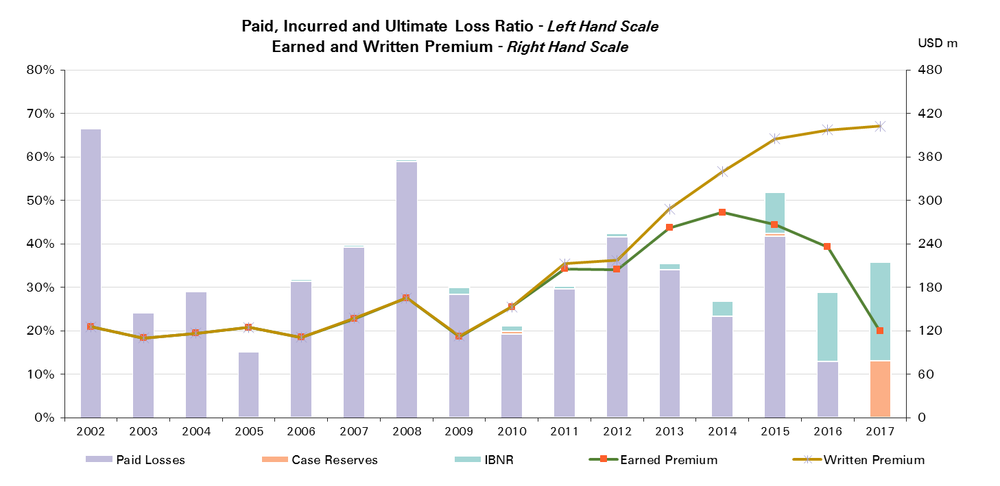 Paid, Incurred and Ultimate Loss Ratio - Left Hand Scale
Earned and Written Premium - Right Hand Scale
USD m
80% 480
70% 420
60% 360
50% 300
40% 240
30% 180
20% 120
10% 60
0% 0
2002 2003 2004 2005 2006 2007 2008 2009 2010 2011 2012 2013 2014 2015 2016 2017
Paid Losses Case Reserves IBNR Earned Premium Written Premium